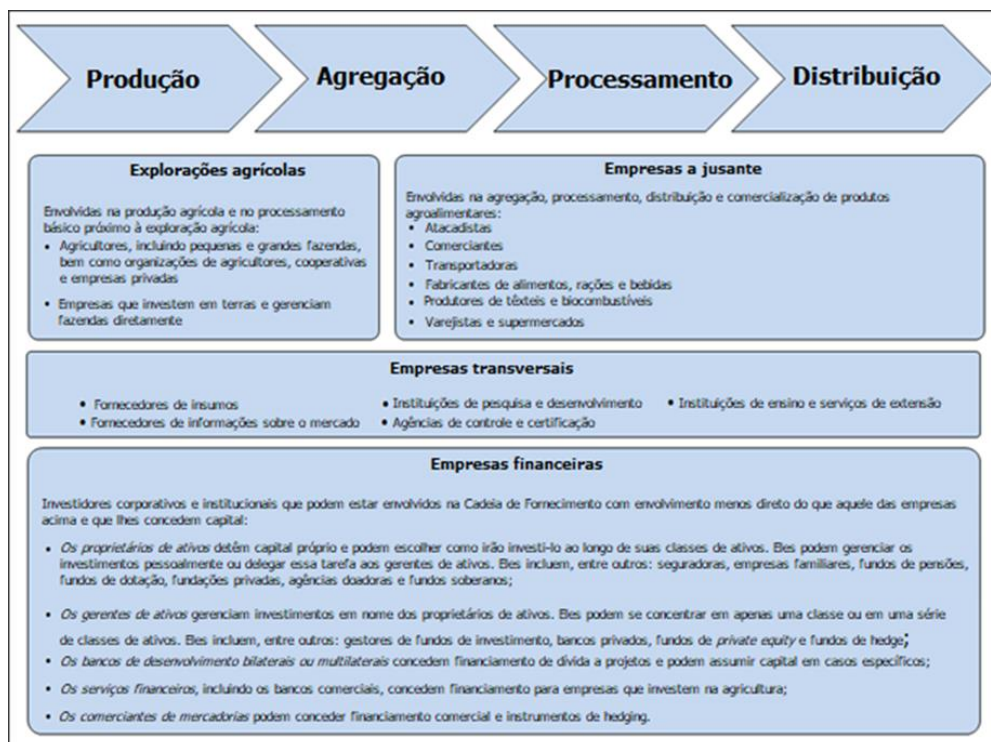 Produção
Agregação
Processamento
Distribuição
Explorações agrícolas
Envolvidas na produção agrícola e no processamento
básico próximo à exploração agrícola:
• Agricultores, incluindo pequenas e grandes fazendas,
bem como organizações de agricultores, cooperativas
e empresas privadas
• Empresas que investem em terras e gerenciam
fazendas diretamente
Empresas a jusante
Envolvidas na agregação, processamento, distribuição e comercialização de produtos
agroalimentares:
• Atacadistas
• Comerciantes
• Transportadoras
• Fabricantes de alimentos, rações e bebidas
• Produtores de têxteis e biocombustíveis
• Varejistas e supermercados
Empresas transversais
• Fornecedores de insumos
• Fornecedores de informações sobre o mercado
• Instituições de pesquisa e desenvolvimento
• Agências de controle e certificação
• Instituições de ensino e serviços de extensão
Empresas financeiras
Investidores corporativos e institucionais que podem estar envolvidos na Cadeia de Fornecimento com envolvimento menos direto do que aquele das empresas
acima e que lhes concedem capital:
• Os proprietários de ativos detêm capital próprio e podem escolher como irão investi-lo ao longo de suas classes de ativos. Eles podem gerenciar os
investimentos pessoalmente ou delegar essa tarefa aos gerentes de ativos. Eles incluem, entre outros: seguradoras, empresas familiares, fundos de pensões,
fundos de dotação, fundações privadas, agências doadoras e fundos soberanos;
• Os gerentes de ativos gerenciam investimentos em nome dos proprietários de ativos. Eles podem se concentrar em apenas uma classe ou em uma série
de classes de ativos. Eles incluem, entre outros: gestores de fundos de investimento, bancos privados, fundos de private equity e fundos de hedge;
• Os bancos de desenvolvimento bilaterais ou multilaterais concedem financiamento de dívida a projetos e podem assumir capital em casos específicos;
• Os serviços financeiros, incluindo os bancos comerciais, concedem financiamento para empresas que investem na agricultura;
• Os comerciantes de mercadorias podem conceder financiamento comercial e instrumentos de hedging.